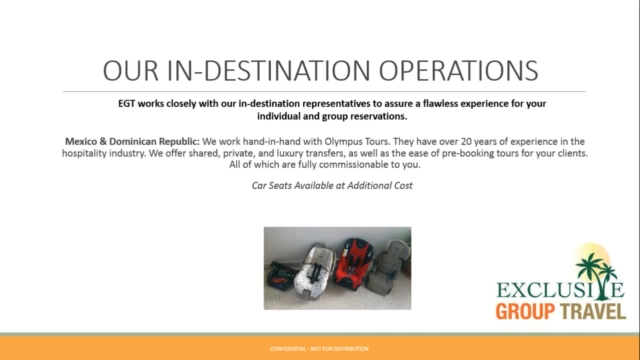 OUR IN-DESTINATION OPERATIONS
EGT works closely with our in-destination representatives to assure a flawless experience for your
individual and group reservations.
Mexico & Dominican Republic: We work hand-in-hand with Olympus Tours. They have over 20 years of experience in the
hospitality industry. We offer shared, private, and luxury transfers, as well as the ease of pre-booking tours for your clients.
All of which are fully commissionable to you.
Car Seats Available at Additional Cost
EXCLUSIVE
GROUP TRAVEL
CONFIDENTIAL - NOT FOR DISTRIBUTION